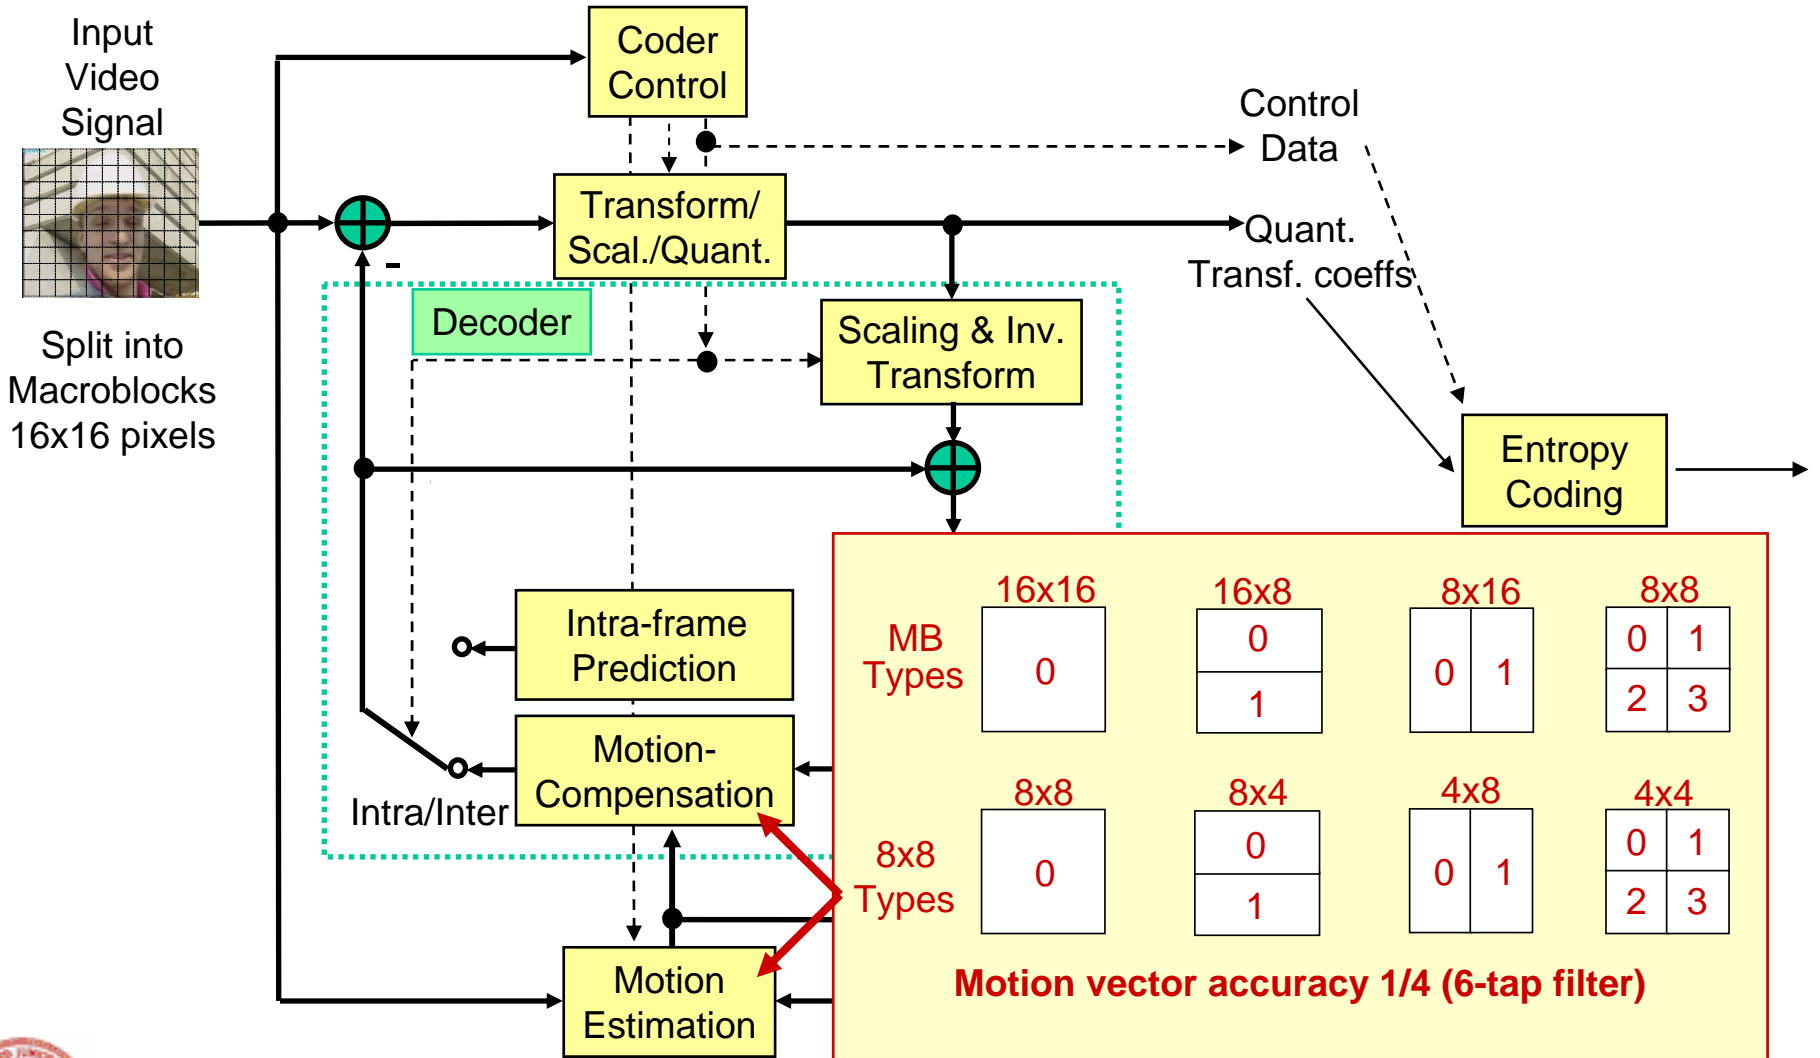 Input
Video
Signal
Split into
Macroblocks
16x16 pixels
Coder
Control
Control
Data
Transform/
Scal./Quant.
-
Quant.
Transf. coeffs
Decoder
Scaling & Inv.
Transform
Entropy
Coding
Intra-frame
Prediction
Motion-
Compensation
Intra/Inter
Motion
Estimation
MB
Types
16x16
0
16x8
0
1
8x16
0 1
8x8
0 1
2 3
8x8
Types
8x8
0
8x4
0
1
4x8
0 1
4x4
0 1
2 3
Motion vector accuracy 1/4 (6-tap filter)